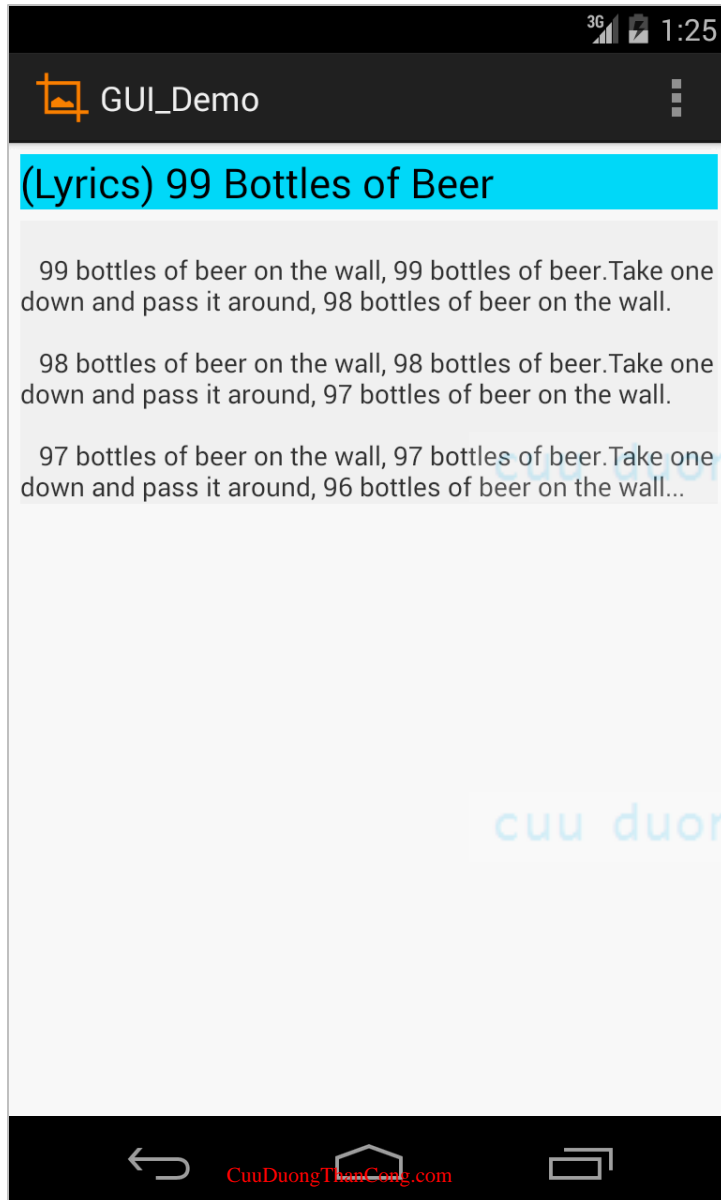 3G 1:25
GUI_Demo
(Lyrics) 99 Bottles of Beer
99 bottles of beer on the wall, 99 bottles of beer.Take one
down and pass it around, 98 bottles of beer on the wall.
98 bottles of beer on the wall, 98 bottles of beer.Take one
down and pass it around, 97 bottles of beer on the wall.
97 bottles of beer on the wall, 97 bottles of beer.Take one
cuu duon
down and pass it around, 96 bottles of beer on the wall...
cuu duon
CuuDuongThanCong.com